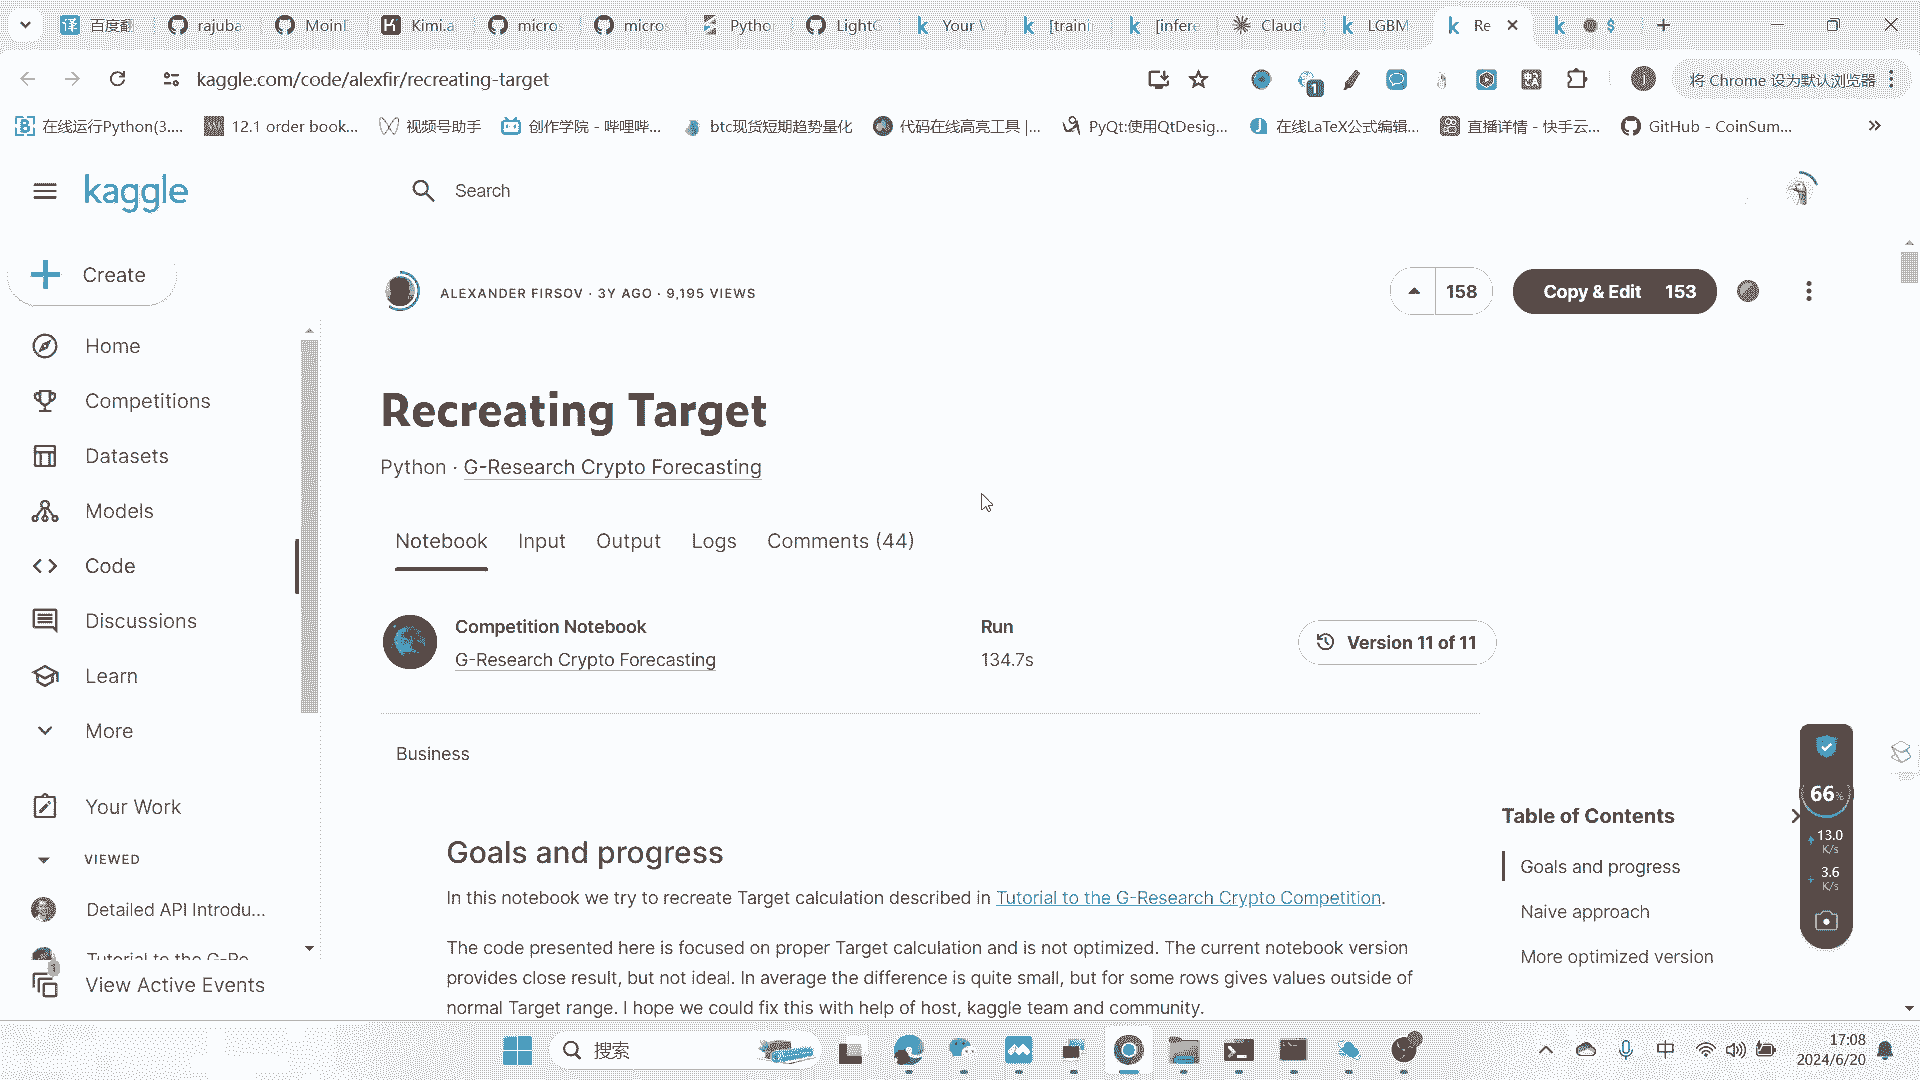 百度翻
rajuba
MoinD
Kimi.a
micros
micros
Pytho
LightG
Your V
[traini
[infere
Claude
LGBM
Re
$
kaggle.com/code/alexfir/recreating-target
1
将 Chrome 设为默认浏览器
在线运行Python(3....
12.1 order book...
视频号助手
创作学院 - 哔哩哔...
btc现货短期趋势量化
代码在线高亮工具 |...
PyQt:使用QtDesig...
在线LaTeX公式编辑...
直播详情 - 快手云...
GitHub - CoinSum...
kaggle
Search
Create
ALEXANDER FIRSOV · 3Y AGO · 9,195 VIEWS
158
Copy & Edit 153
Home
Competitions
Datasets
Models
Code
Discussions
Learn
More
Your Work
VIEWED
Detailed API Introdu...
Tutorial to the G-Re
1
View Active Events
Recreating Target
Python · G-Research Crypto Forecasting
Notebook
Input
Output
Logs
Comments (44)
Competition Notebook
G-Research Crypto Forecasting
Run
134.7s
Version 11 of 11
Business
Goals and progress
In this notebook we try to recreate Target calculation described in Tutorial to the G-Research Crypto Competition.
The code presented here is focused on proper Target calculation and is not optimized. The current notebook version
provides close result, but not ideal. In average the difference is quite small, but for some rows gives values outside of
normal Target range. I hope we could fix this with help of host, kaggle team and community.
Table of Contents
Goals and progress
Naive approach
More optimized version
66%
13.0
K/s
3.6
K/s
搜索
中
17:08
2024/6/20